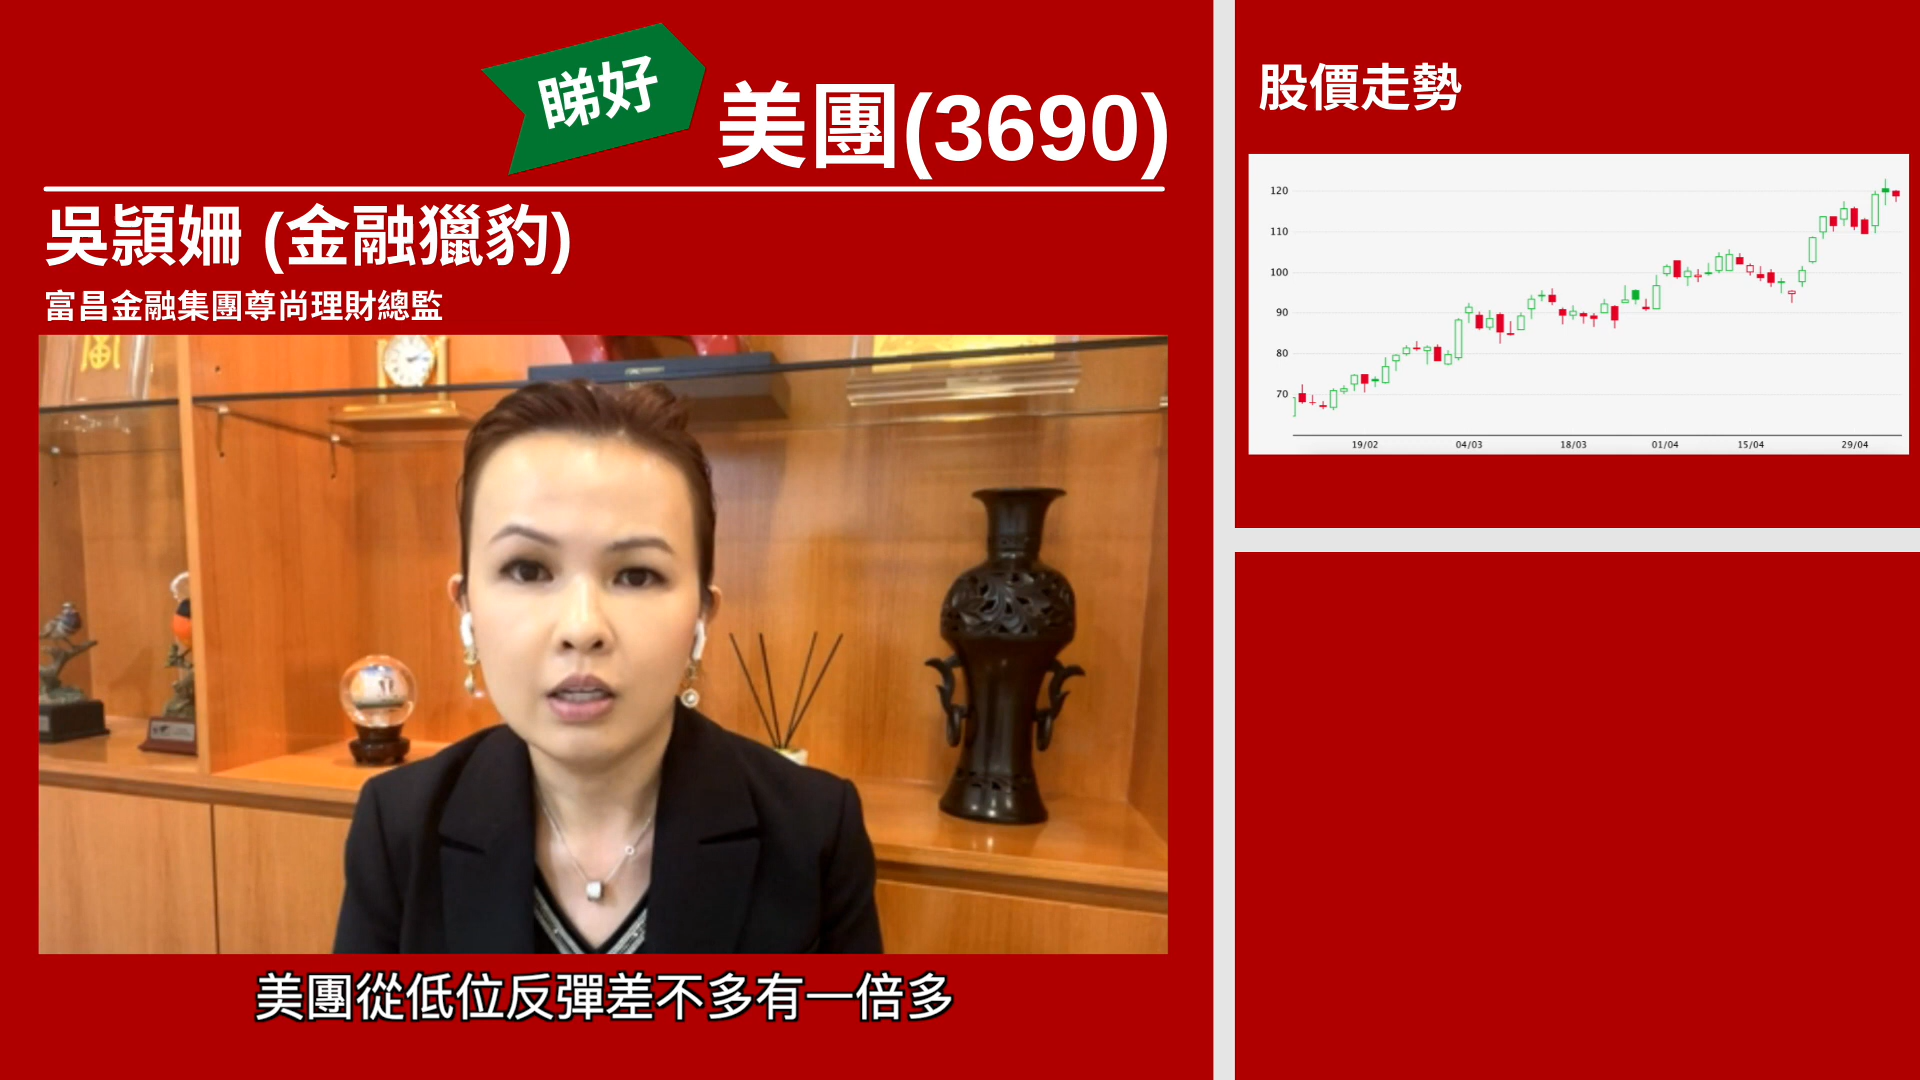 睇好
美團(3690)
吳頴姍 (金融獵豹)
富昌金融集團尊尚理財總監
美團從低位反彈差不多有一倍多
股價走勢
120
110
100
90
80
70
19/02 04/03 18/03 01/04 15/04 29/04